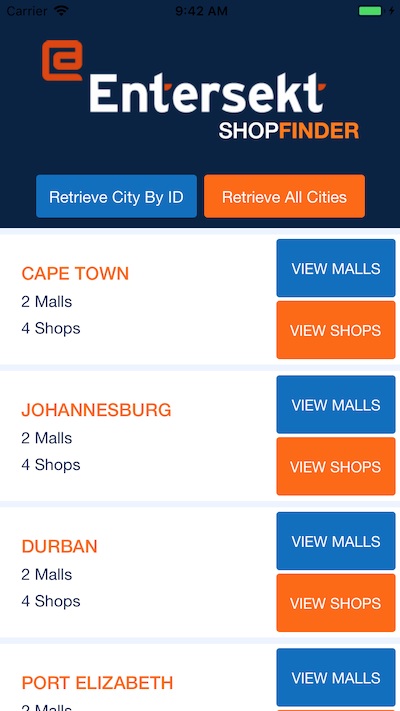 Carrier 9:42 AM
Entersekt
SHOPFINDER
Retrieve City By ID Retrieve All Cities
CAPE TOWN
2 Malls
4 Shops
VIEW MALLS
VIEW SHOPS
JOHANNESBURG
2 Malls
4 Shops
VIEW MALLS
VIEW SHOPS
DURBAN
2 Malls
4 Shops
VIEW MALLS
VIEW SHOPS
PORT ELIZABETH
2 Malls
VIEW MALLS